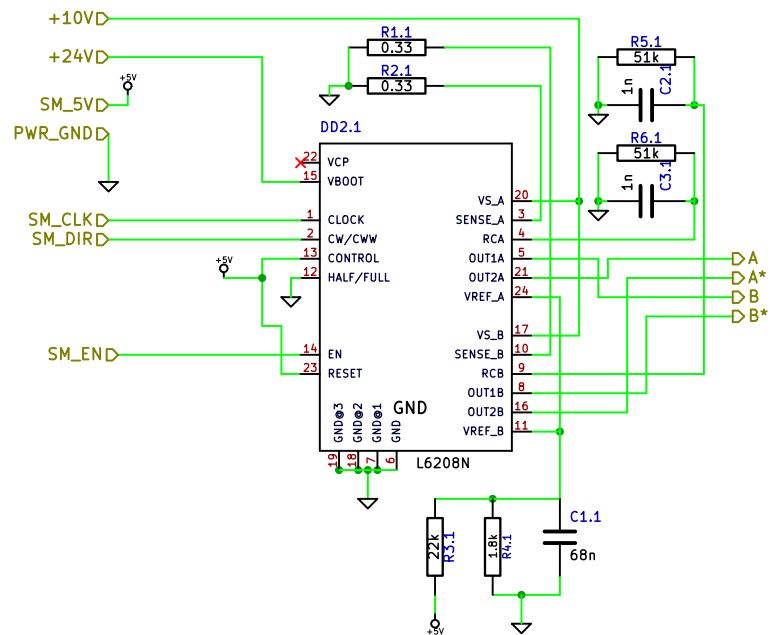 +10V
+24V
+5V
SM_5V
PWR_GND
SM_CLK
SM_DIR
+5V
SM_EN
R1.1
0.33
R2.1
0.33
R5.1
51k
1n
C2.1
R6.1
51k
1n
C3.1
DD2.1
22 VCP
15 VBOOT
1 CLOCK
2 CW/CWW
13 CONTROL
12 HALF/FULL
14 EN
23 RESET
VS_A 20
SENSE_A 3
RCA 4
OUT1A 5
OUT2A 21
VREF_A 24
VS_B 17
SENSE_B 10
RCB 9
OUT1B 8
OUT2B 16
VREF_B 11
GND
GND@3
GND@2
GND@1
GND
19
18
7
6
L6208N
A
A*
B
B*
22k
R3.1
1.8k
R4.1
C1.1
68n
+5V